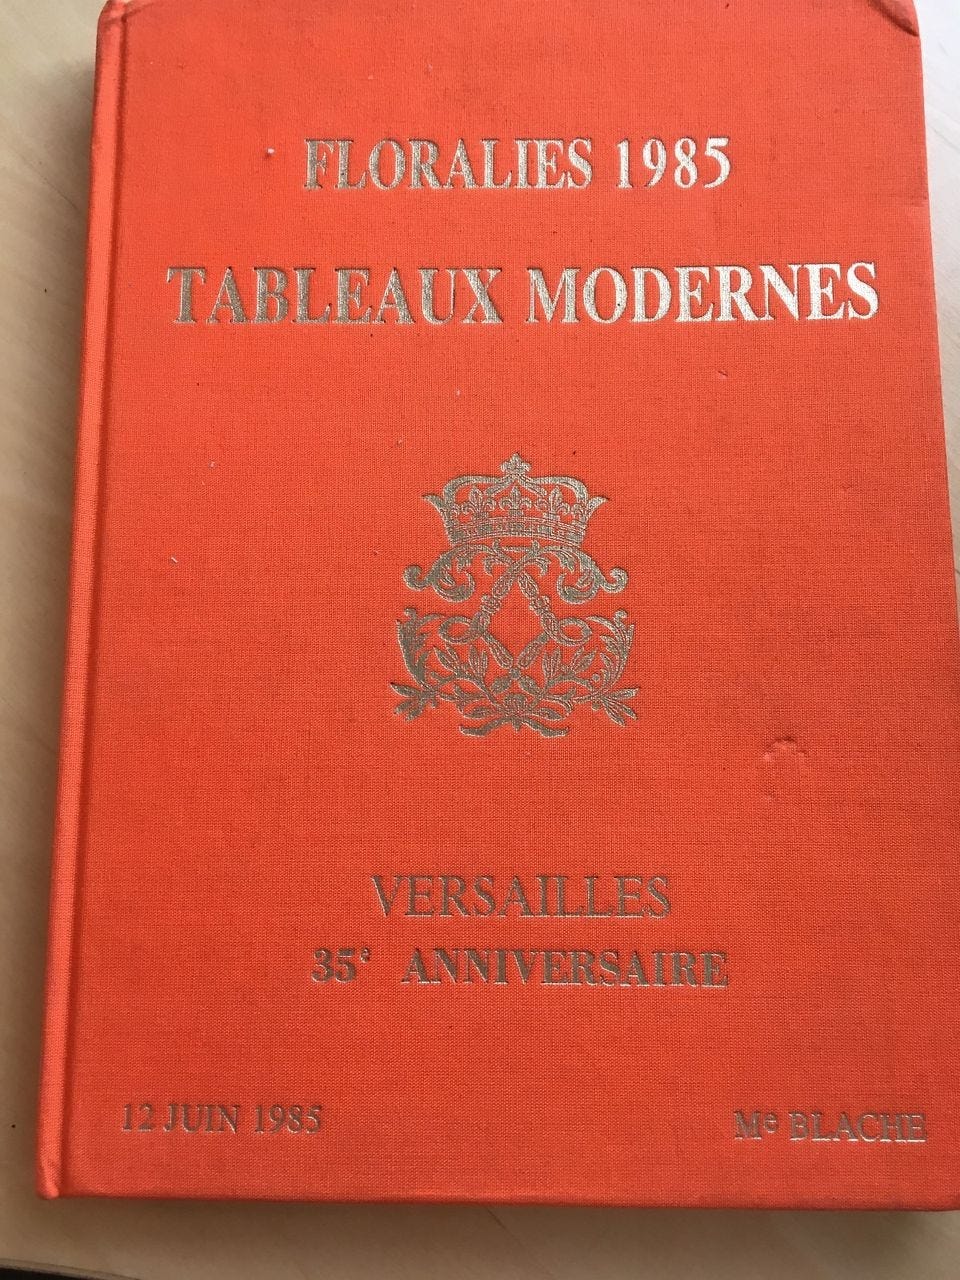 FLORALIES 1985
TABLEAUX MODERNES
VERSAILLES
35e ANNIVERSAIRE
12 JUIN 1985
Me BLACHE